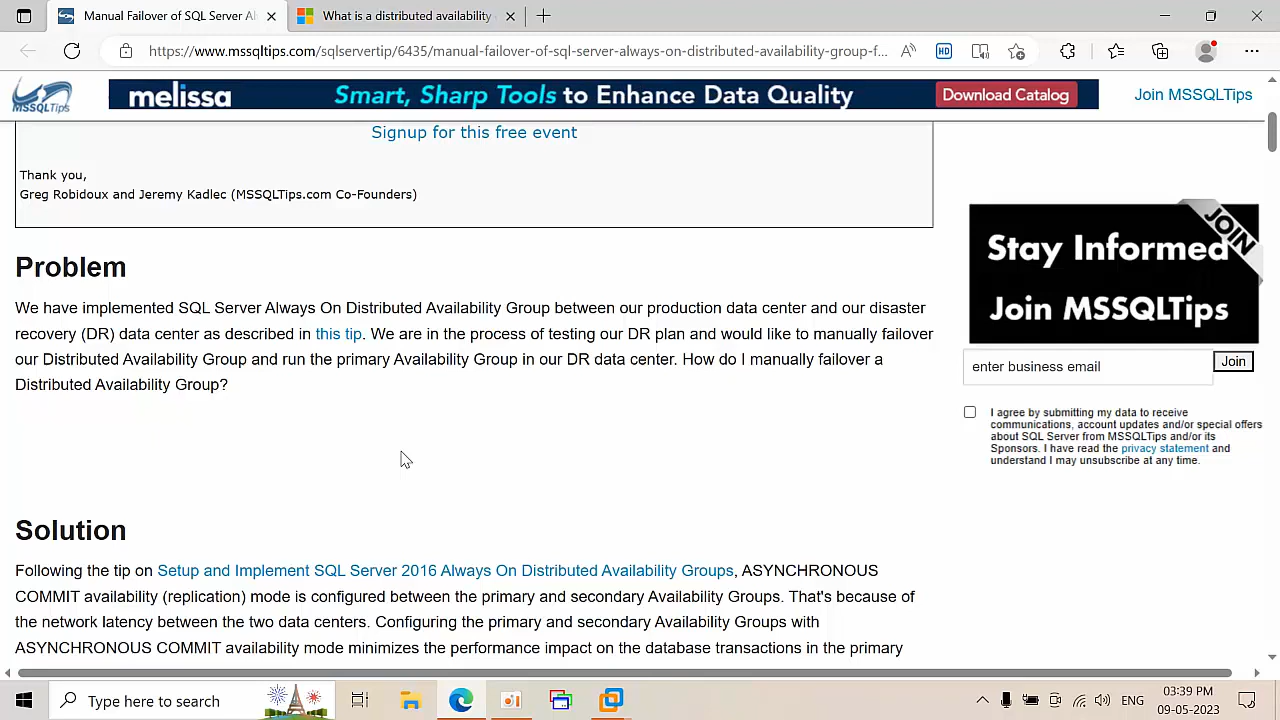 Manual Failover of SQL Server Al
What is a distributed availability
https://www.mssqltips.com/sqlservertip/6435/manual-failover-of-sql-server-always-on-distributed-availability-group-f...
HD
MSSQLTips
melissa
Smart, Sharp Tools to Enhance Data Quality
Download Catalog
Join MSSQLTips
Signup for this free event
Thank you,
Greg Robidoux and Jeremy Kadlec (MSSQLTips.com Co-Founders)
JOIN
Stay Informed
Join MSSQLTips
enter business email
Join
I agree by submitting my data to receive
communications, account updates and/or special offers
about SQL Server from MSSQLTips and/or its
Sponsors. I have read the privacy statement and
understand I may unsubscribe at any time.
Problem
We have implemented SQL Server Always On Distributed Availability Group between our production data center and our disaster
recovery (DR) data center as described in this tip. We are in the process of testing our DR plan and would like to manually failover
our Distributed Availability Group and run the primary Availability Group in our DR data center. How do I manually failover a
Distributed Availability Group?
Solution
Following the tip on Setup and Implement SQL Server 2016 Always On Distributed Availability Groups, ASYNCHRONOUS
COMMIT availability (replication) mode is configured between the primary and secondary Availability Groups. That's because of
the network latency between the two data centers. Configuring the primary and secondary Availability Groups with
ASYNCHRONOUS COMMIT availability mode minimizes the performance impact on the database transactions in the primary
Type here to search
ENG
03:39 PM
09-05-2023